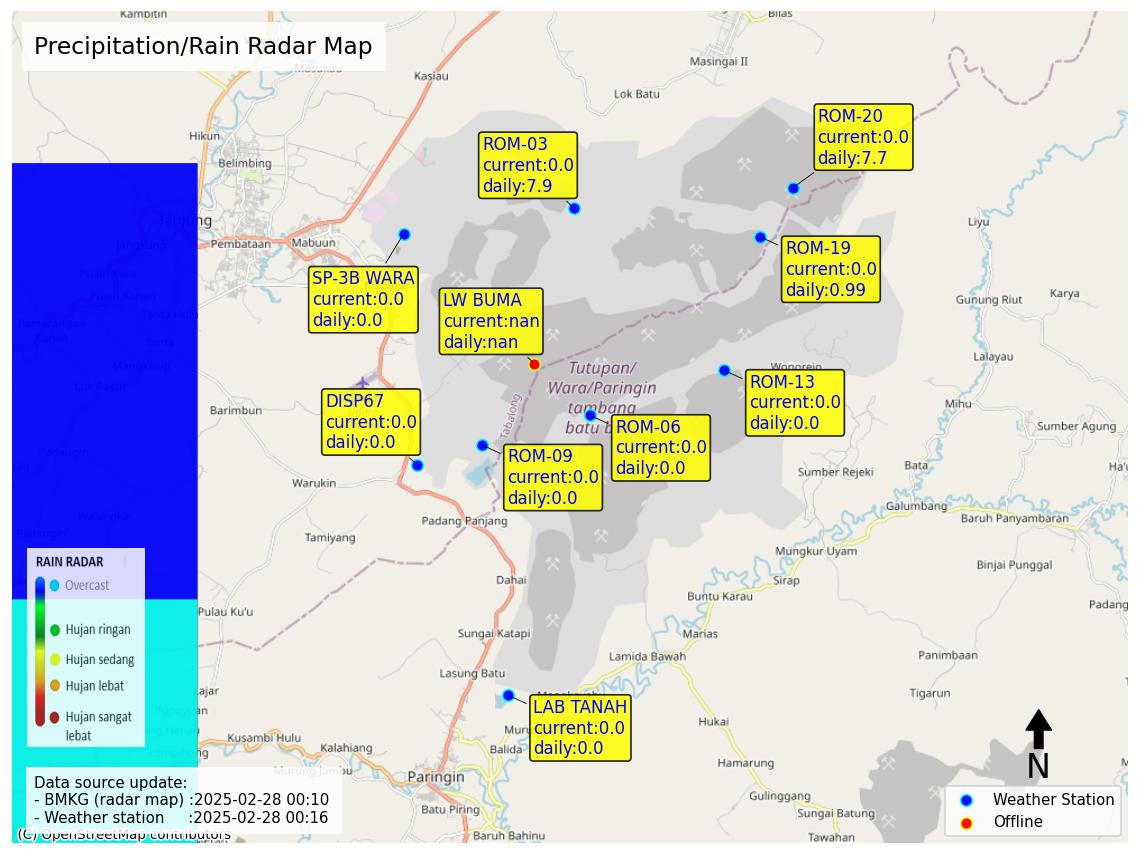 Kambitin
Bilas
Precipitation/Rain Radar Map
Masukau
Kasiau
Masingai II
Lok Batu
ROM-20
current:0.0
daily:7.7
Hikun
ROM-03
current:0.0
daily:7.9
Belimbing
Tanjung
Pembataan
Mabuun
Jangkung
Liyu
ROM-19
current:0.0
daily:0.99
SP-3B WARA
current:0.0
daily:0.0
LW BUMA
current:nan
daily:nan
Gunung Riut
Karya
Tanta Hulu
Pamarangan
Kanan
Tanta
Mangkusip
Lalayau
Wonorejo
Tutupan/
Wara/Paringin
tambang
batu b
Luk Bayur
ROM-13
current:0.0
daily:0.0
DISP67
current:0.0
daily:0.0
Barimbun
Tabalong
Mihu
ROM-06
current:0.0
daily:0.0
Sumber Agung
Padangin
ROM-09
current:0.0
daily:0.0
Bata
Sumber Rejeki
Warukin
Galumbang
Baruh Panyambaran
Walangkir
Padang Panjang
Tamiyang
Mungkur Uyam
Binjai Punggal
RAIN RADAR
Overcast
Hujan ringan
Hujan sedang
Hujan lebat
Hujan sangat
lebat
Dahai
Sirap
Buntu Karau
Pulau Ku'u
Padang
Sungai Katapi
Marias
Lamida Bawah
Panimbaan
Lasung Batu
Tigarun
LAB TANAH
current:0.0
daily:0.0
Hukai
Kusambi Hulu
Kalahiang
Balida
Murung Jambu
Paringin
Hamarung
N
Data source update:
- BMKG (radar map) :2025-02-28 00:10
- Weather station :2025-02-28 00:16
(C) OpenStreetMap contributors
Batu Piring
Baruh Bahinu
Gulinggang
Sungai Batung
Tawahan
Weather Station
Offline